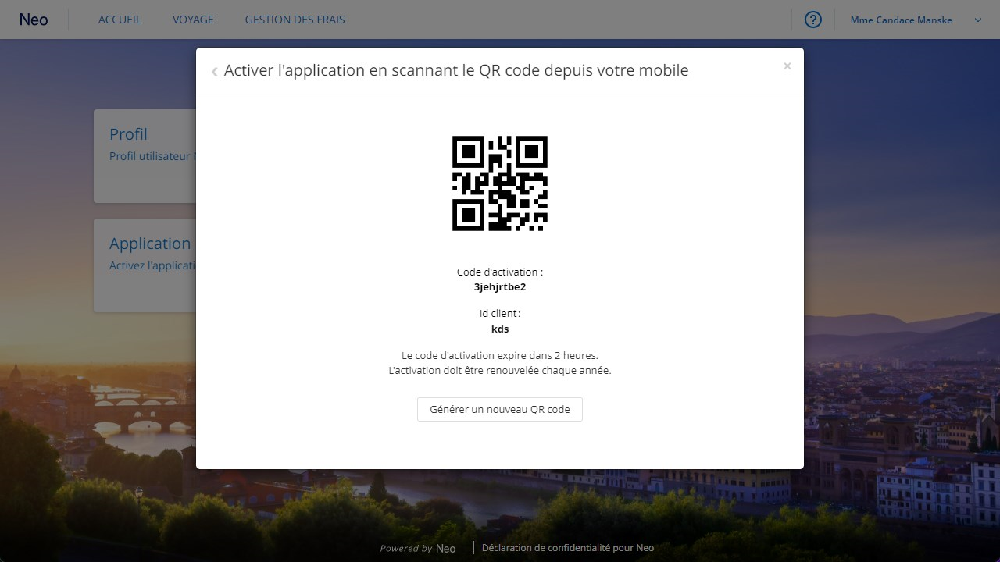 Neo
ACCUEIL
VOYAGE
GESTION DES FRAIS
?
Mme Candace Manske
Activer l'application en scannant le QR code depuis votre mobile
Profil
Profil utilisateur
Application
Activez l'applicati
Code d'activation :
3jehjrtbe2
Id client :
kds
Le code d'activation expire dans 2 heures.
L'activation doit être renouvelée chaque année.
Générer un nouveau QR code
Powered by Neo
Déclaration de confidentialité pour Neo